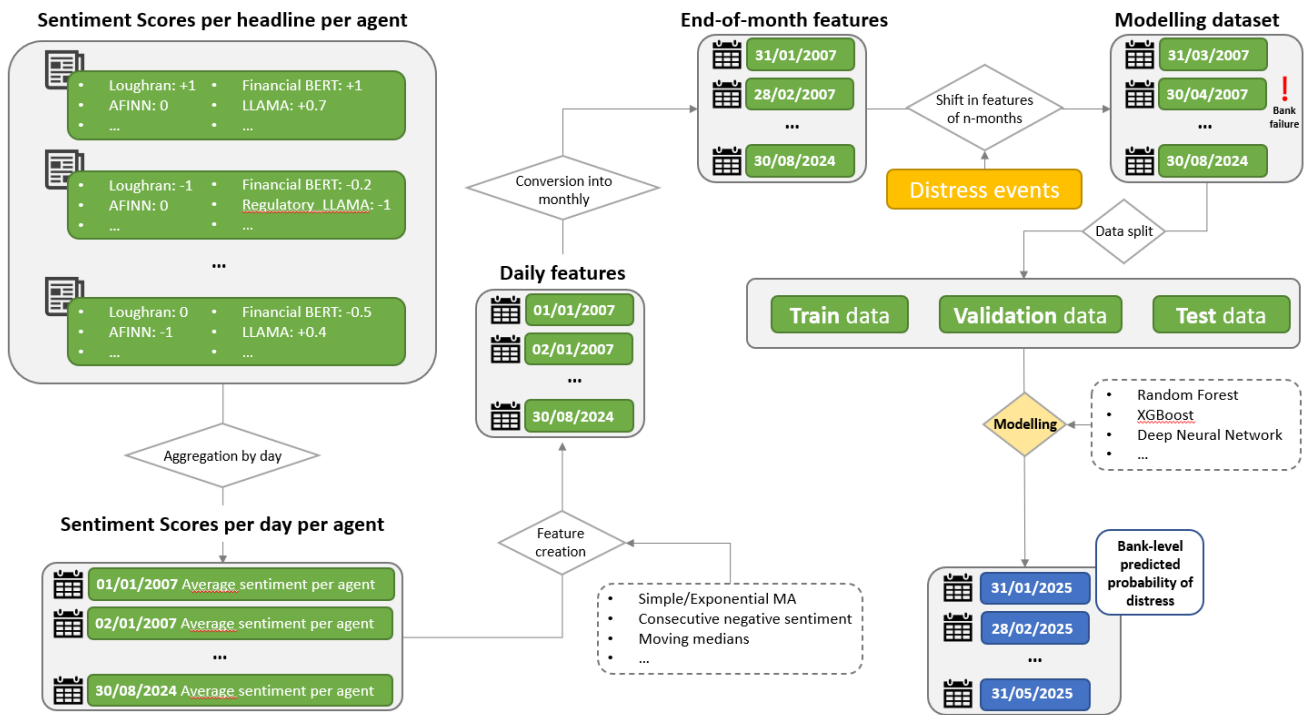 Sentiment Scores per headline per agent
• Loughran: +1 • Financial BERT: +1
• AFINN: 0 • LLAMA: +0.7
• ... • ...
• Loughran: -1 • Financial BERT: -0.2
• AFINN: 0 • Regulatory_LLAMA: -1
• ... • ...
...
• Loughran: 0 • Financial BERT: -0.5
• AFINN: -1 • LLAMA: +0.4
• ... • ...
Aggregation by day
Sentiment Scores per day per agent
01/01/2007 Average sentiment per agent
02/01/2007 Average sentiment per agent
...
30/08/2024 Average sentiment per agent
Feature
creation
• Simple/Exponential MA
• Consecutive negative sentiment
• Moving medians
• ...
Daily features
01/01/2007
02/01/2007
...
30/08/2024
Conversion into
monthly
End-of-month features
31/01/2007
28/02/2007
...
30/08/2024
Shift in features
of n-months
Distress events
Modelling dataset
31/03/2007
30/04/2007
!
Bank
failure
...
30/08/2024
Data split
Train data
Validation data
Test data
Modelling
• Random Forest
• XGBoost
• Deep Neural Network
• ...
Bank-level
predicted
probability of
distress
31/01/2025
28/02/2025
...
31/05/2025